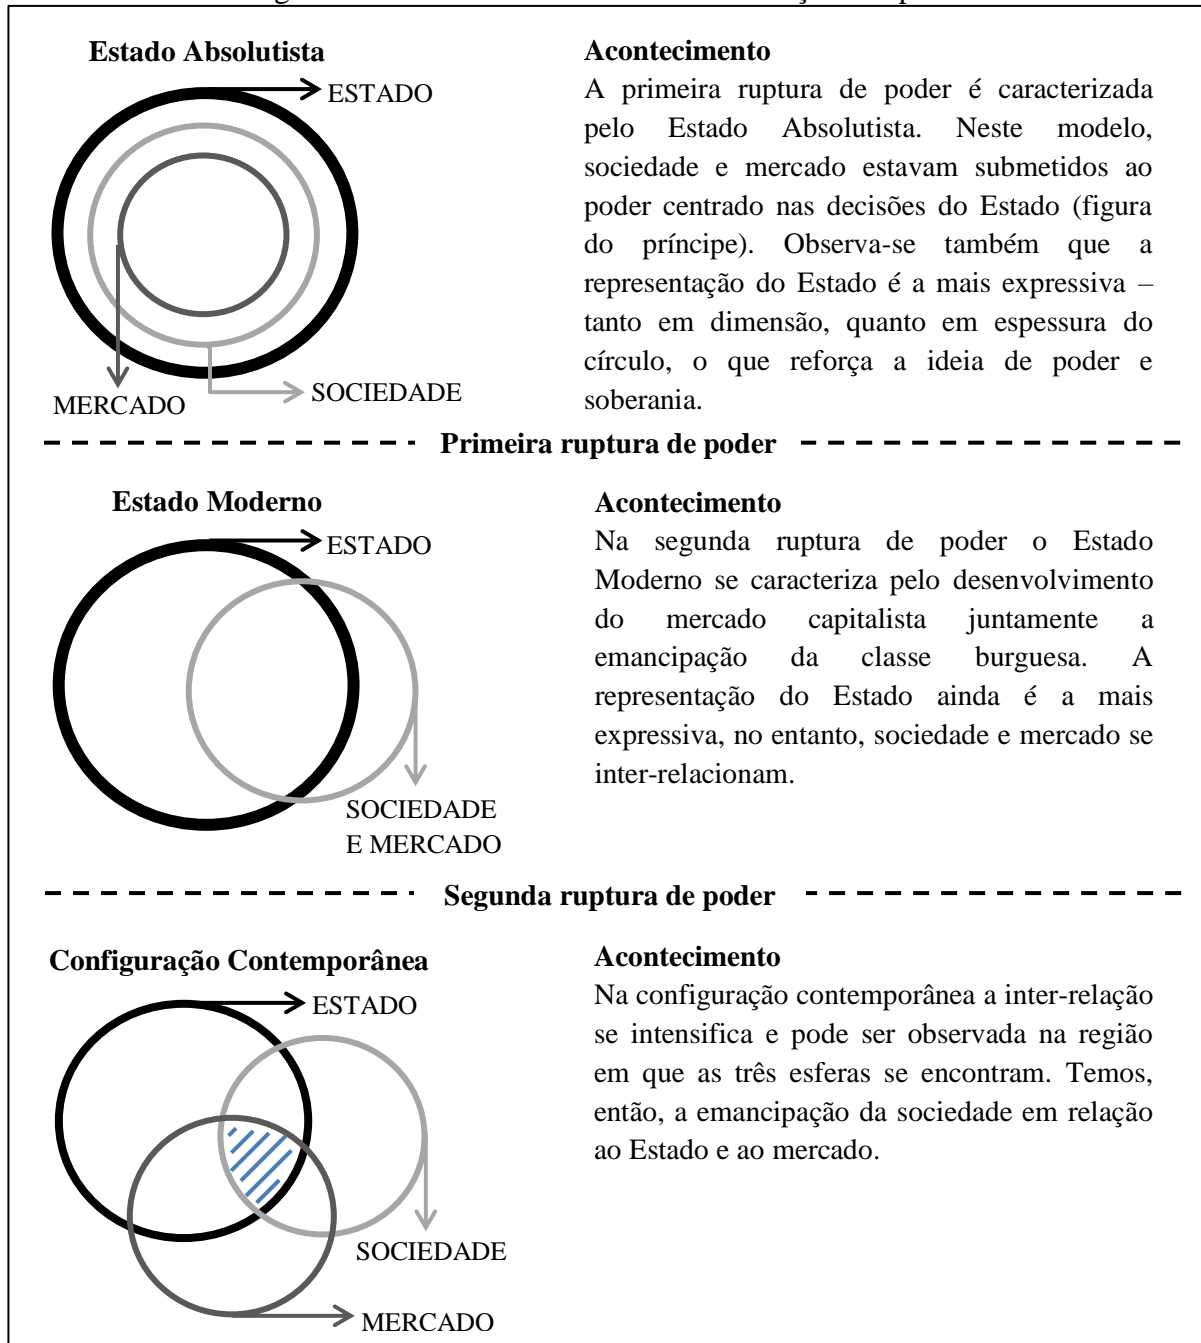 Estado Absolutista
ESTADO
MERCADO
SOCIEDADE
Acontecimento
A primeira ruptura de poder é caracterizada
pelo Estado Absolutista. Neste modelo,
sociedade e mercado estavam submetidos ao
poder centrado nas decisões do Estado (figura
do príncipe). Observa-se também que a
representação do Estado é a mais expressiva –
tanto em dimensão, quanto em espessura do
círculo, o que reforça a ideia de poder e
soberania.
Primeira ruptura de poder
Estado Moderno
ESTADO
SOCIEDADE
E MERCADO
Acontecimento
Na segunda ruptura de poder o Estado
Moderno se caracteriza pelo desenvolvimento
do mercado capitalista juntamente a
emancipação da classe burguesa. A
representação do Estado ainda é a mais
expressiva, no entanto, sociedade e mercado se
inter-relacionam.
Segunda ruptura de poder
Configuração Contemporânea
ESTADO
SOCIEDADE
MERCADO
Acontecimento
Na configuração contemporânea a inter-relação
se intensifica e pode ser observada na região
em que as três esferas se encontram. Temos,
então, a emancipação da sociedade em relação
ao Estado e ao mercado.